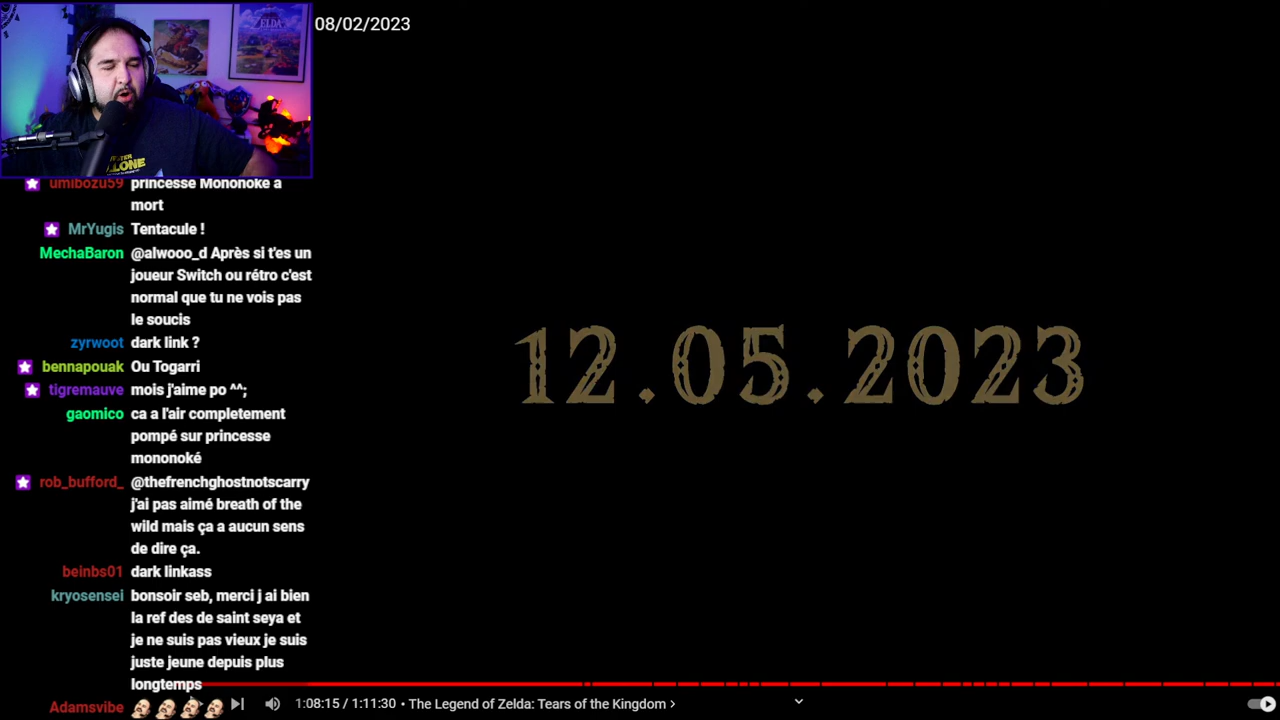 08/02/2023
ZELDA
umibozu59 princesse Mononoke a
mort
MrYugis Tentacule !
MechaBaron @alwooo_d Après si t'es un
joueur Switch ou rétro c'est
normal que tu ne vois pas
le soucis
zyrwoot dark link ?
bennapouak Ou Togarri
tigremauve mois j'aime po ^^;
gaomico ca a l'air completement
pompé sur princesse
mononoké
rob_bufford_ @thefrenchghostnotscarry
j'ai pas aimé breath of the
wild mais ça a aucun sens
de dire ça.
beinbs01 dark linkass
kryosensei bonsoir seb, merci j ai bien
la ref des de saint seya et
je ne suis pas vieux je suis
juste jeune depuis plus
longtemps
Adamsvibe
12.05.2023
1:08:15 / 1:11:30 • The Legend of Zelda: Tears of the Kingdom >